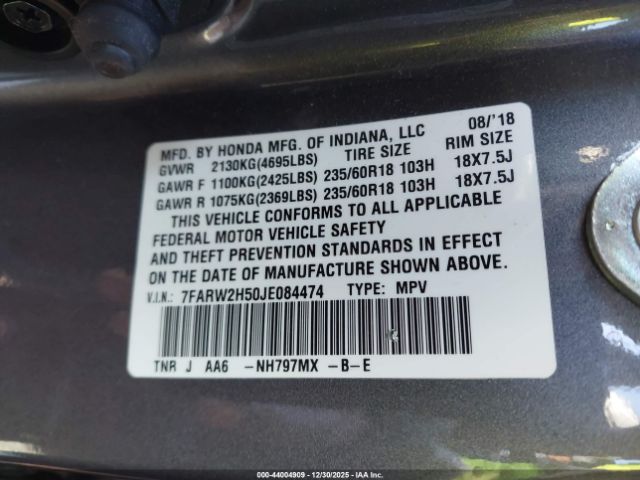 08/'18
MFD. BY HONDA MFG. OF INDIANA, LLC
GVWR 2130KG(4695LBS) TIRE SIZE RIM SIZE
GAWR F 1100KG(2425LBS) 235/60R18 103H 18X7.5J
GAWR R 1075KG(2369LBS) 235/60R18 103H 18X7.5J
THIS VEHICLE CONFORMS TO ALL APPLICABLE
FEDERAL MOTOR VEHICLE SAFETY
AND THEFT PREVENTION STANDARDS IN EFFECT
ON THE DATE OF MANUFACTURE SHOWN ABOVE.
V.I.N.: 7FARW2H50JE084474 TYPE: MPV
TNR J AA6 -NH797MX -B-E
©-44004909 - 12/30/2025 - IAA Inc.